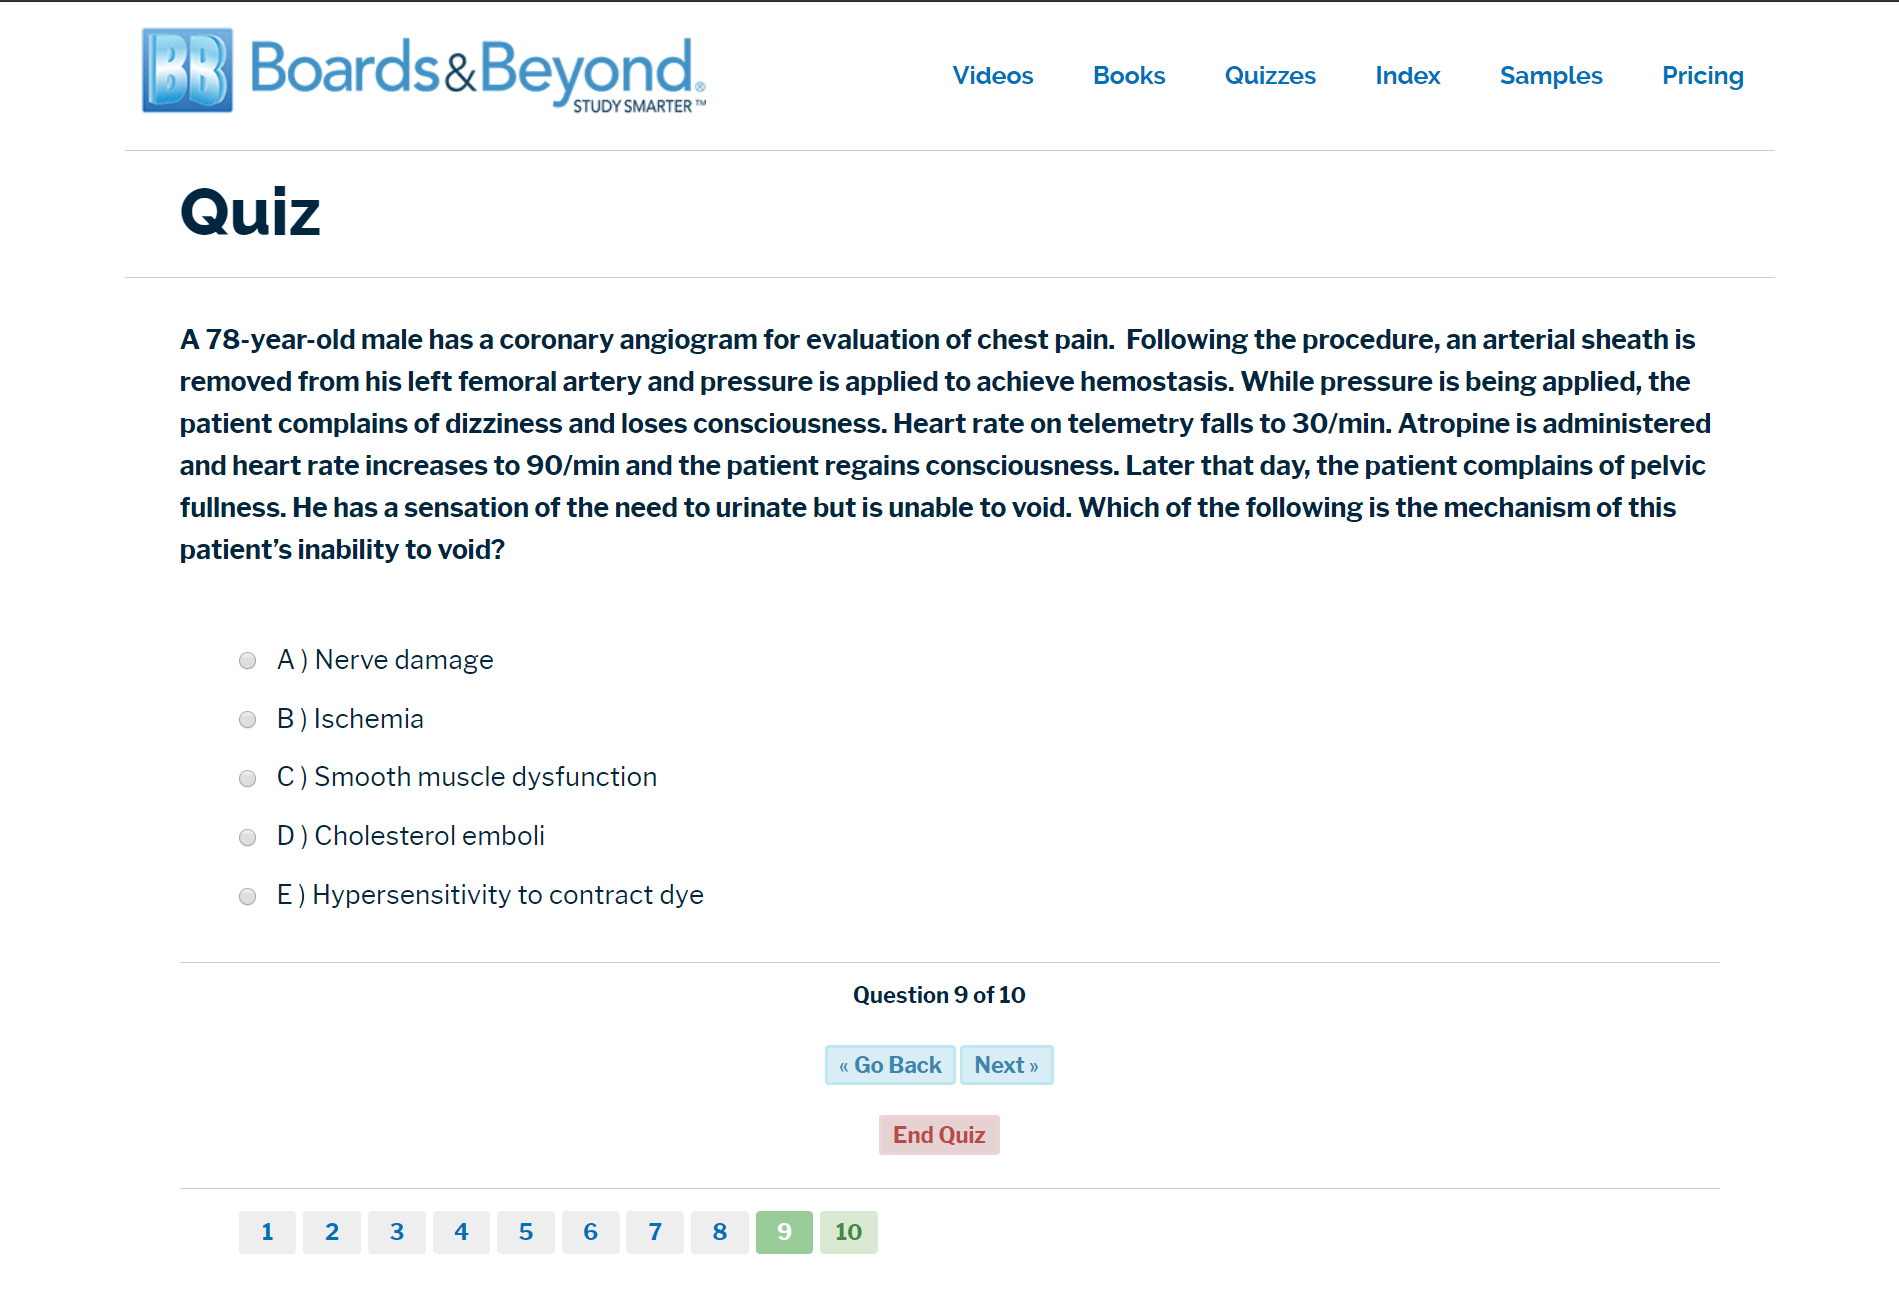 BB Boards&Beyond®
STUDY SMARTER™
Videos Books Quizzes Index Samples Pricing
Quiz
A 78-year-old male has a coronary angiogram for evaluation of chest pain.  Following the procedure, an arterial sheath is
removed from his left femoral artery and pressure is applied to achieve hemostasis. While pressure is being applied, the
patient complains of dizziness and loses consciousness. Heart rate on telemetry falls to 30/min. Atropine is administered
and heart rate increases to 90/min and the patient regains consciousness. Later that day, the patient complains of pelvic
fullness. He has a sensation of the need to urinate but is unable to void. Which of the following is the mechanism of this
patient’s inability to void?
A ) Nerve damage
B ) Ischemia
C ) Smooth muscle dysfunction
D ) Cholesterol emboli
E ) Hypersensitivity to contract dye
Question 9 of 10
« Go Back Next »
End Quiz
1 2 3 4 5 6 7 8 9 10